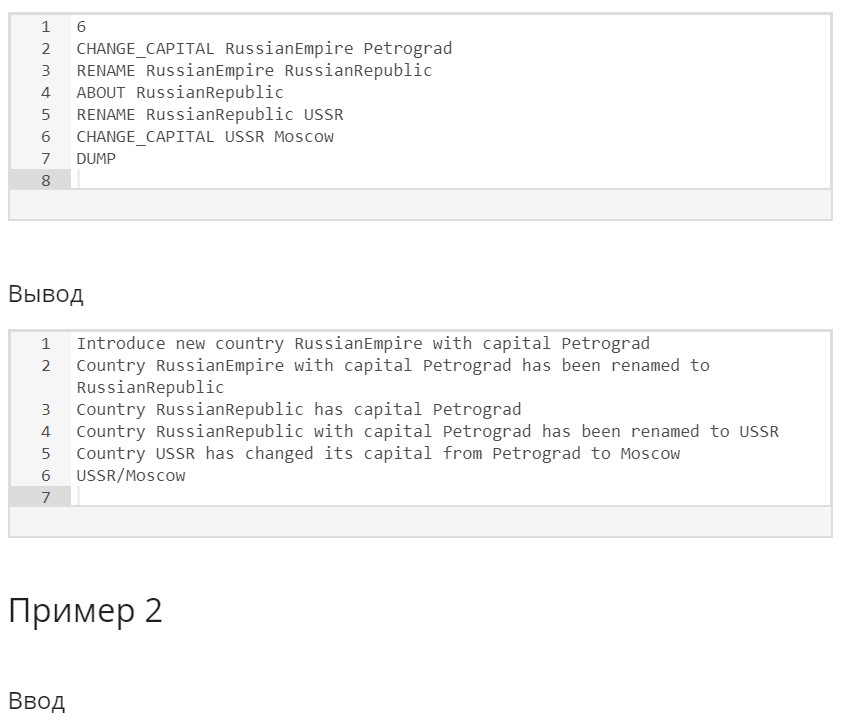 1 6
2 CHANGE_CAPITAL RussianEmpire Petrograd
3 RENAME RussianEmpire RussianRepublic
4 ABOUT RussianRepublic
5 RENAME RussianRepublic USSR
6 CHANGE_CAPITAL USSR Moscow
7 DUMP
8
Вывод
1 Introduce new country RussianEmpire with capital Petrograd
2 Country RussianEmpire with capital Petrograd has been renamed to
RussianRepublic
3 Country RussianRepublic has capital Petrograd
4 Country RussianRepublic with capital Petrograd has been renamed to USSR
5 Country USSR has changed its capital from Petrograd to Moscow
6 USSR/Moscow
7
Пример 2
Ввод